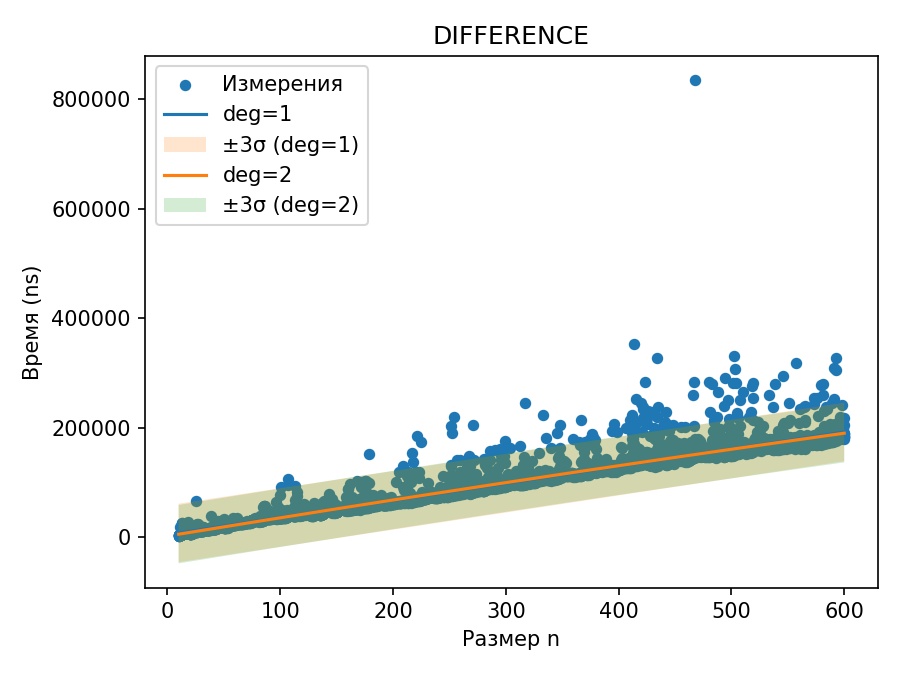 DIFFERENCE
Измерения
deg=1
±3σ (deg=1)
deg=2
±3σ (deg=2)
800000
600000
400000
200000
0
Время (ns)
0 100 200 300 400 500 600
Размер n